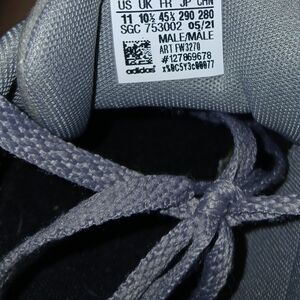 US UK FR JP CHN
11 10½ 45⅓ 290 280
SGC 753002 05/21
MALE/MÂLE
ART FW3270
#127869678
adidas